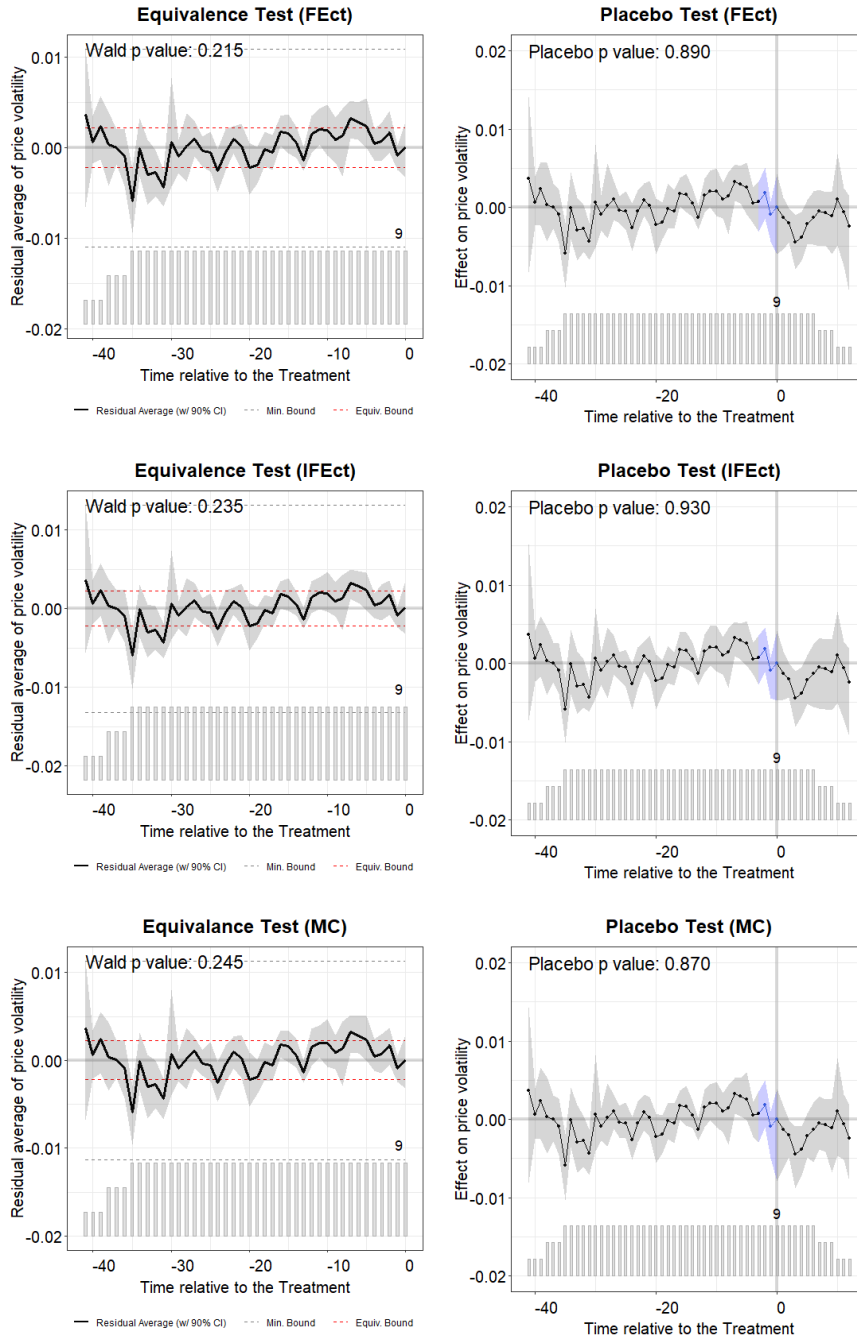 Equivalence Test (FEct)
Wald p value: 0.215
Residual average of price volatility
0.01
0.00
-0.01
-0.02
9
-40 -30 -20 -10 0
Time relative to the Treatment
Residual Average (w/ 90% CI) Min. Bound Equiv. Bound
Placebo Test (FEct)
Placebo p value: 0.890
Effect on price volatility
0.02
0.01
0.00
-0.01
-0.02
9
-40 -20 0
Time relative to the Treatment
Equivalence Test (IFEct)
Wald p value: 0.235
Residual average of price volatility
0.01
0.00
-0.01
-0.02
9
-40 -30 -20 -10 0
Time relative to the Treatment
Residual Average (w/ 90% CI) Min. Bound Equiv. Bound
Placebo Test (IFEct)
Placebo p value: 0.930
Effect on price volatility
0.02
0.01
0.00
-0.01
-0.02
9
-40 -20 0
Time relative to the Treatment
Equivalance Test (MC)
Wald p value: 0.245
Residual average of price volatility
0.01
0.00
-0.01
-0.02
9
-40 -30 -20 -10 0
Time relative to the Treatment
Residual Average (w/ 90% CI) Min. Bound Equiv. Bound
Placebo Test (MC)
Placebo p value: 0.870
Effect on price volatility
0.02
0.01
0.00
-0.01
-0.02
9
-40 -20 0
Time relative to the Treatment